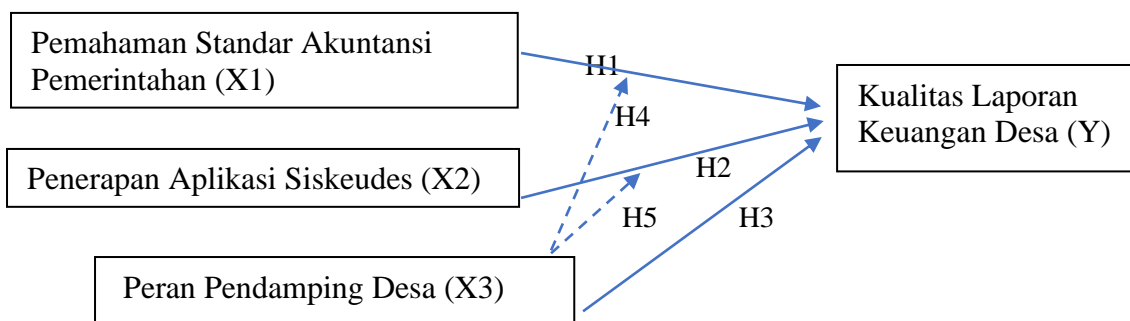 Pemahaman Standar Akuntansi
Pemerintahan (X1)
H1
H4
Kualitas Laporan
Keuangan Desa (Y)
Penerapan Aplikasi Siskeudes (X2)
H2
H5
H3
Peran Pendamping Desa (X3)